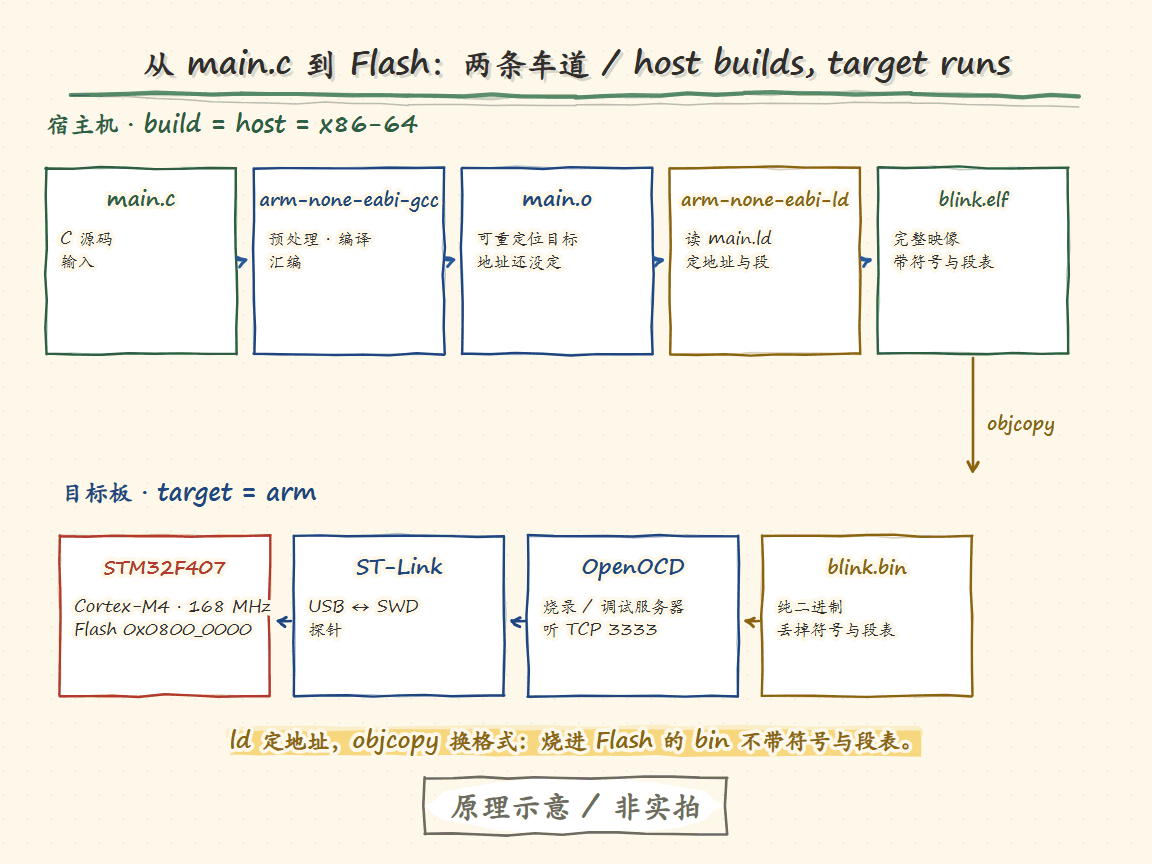 从 main.c 到 Flash：两条车道 / host builds, target runs
宿主机 · build = host = x86-64
main.c
C 源码
输入
arm-none-eabi-gcc
预处理 · 编译
汇编
main.o
可重定位目标
地址还没定
arm-none-eabi-ld
读 main.ld
定地址与段
blink.elf
完整映像
带符号与段表
objcopy
目标板 · target = arm
STM32F407
Cortex-M4 · 168 MHz
Flash 0x0800_0000
ST-Link
USB ↔ SWD
探针
OpenOCD
烧录 / 调试服务器
听 TCP 3333
blink.bin
纯二进制
丢掉符号与段表
ld 定地址，objcopy 换格式：烧进 Flash 的 bin 不带符号与段表。
原理示意 / 非实拍